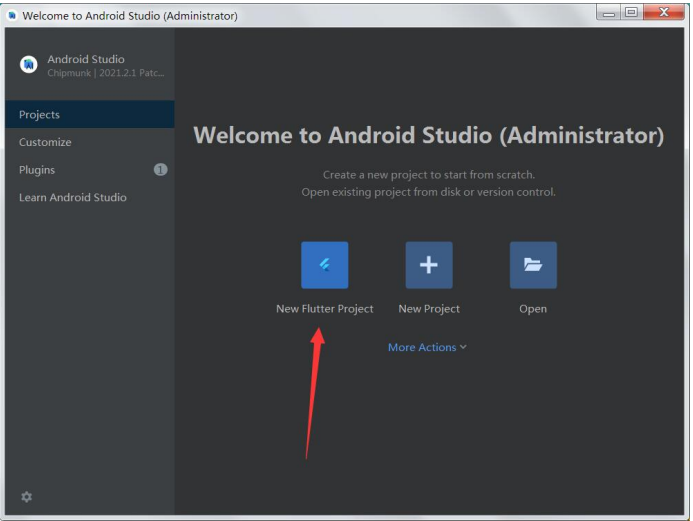 Welcome to Android Studio (Administrator)
Android Studio
Chipmunk | 2021.2.1 Patc...
Projects
Customize
Plugins 1
Learn Android Studio
Welcome to Android Studio (Administrator)
Create a new project to start from scratch.
Open existing project from disk or version control.
New Flutter Project New Project Open
More Actions